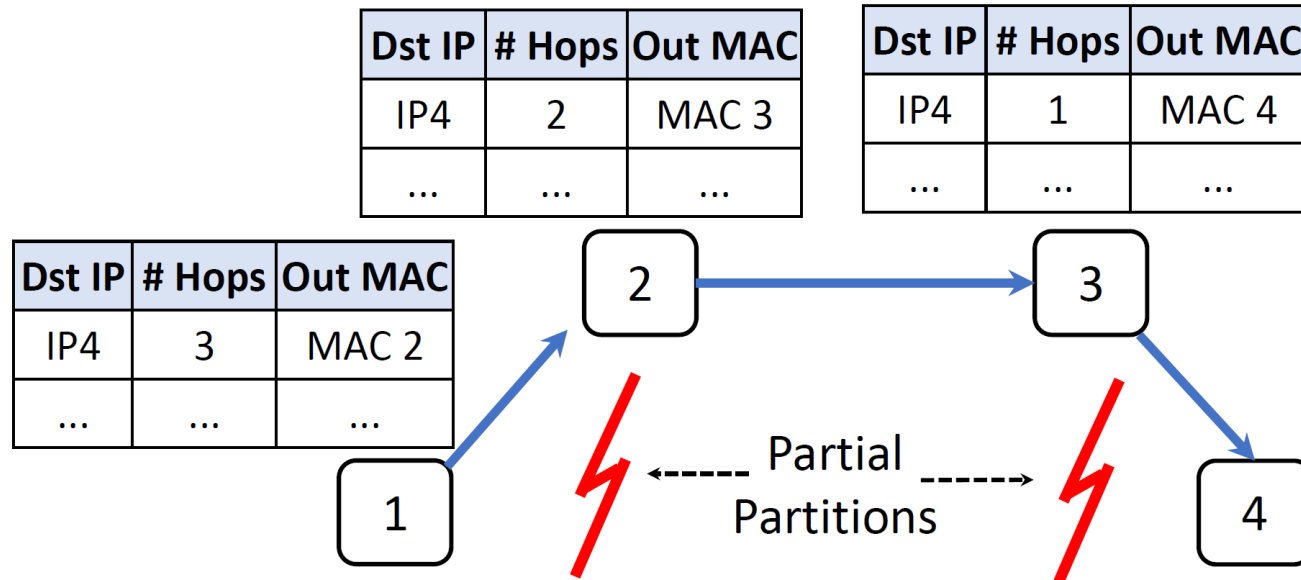 Dst IP # Hops Out MAC
IP4 2 MAC 3
... ... ...
Dst IP # Hops Out MAC
IP4 1 MAC 4
... ... ...
Dst IP # Hops Out MAC
IP4 3 MAC 2
... ... ...
2
3
1
Partial
Partitions
4